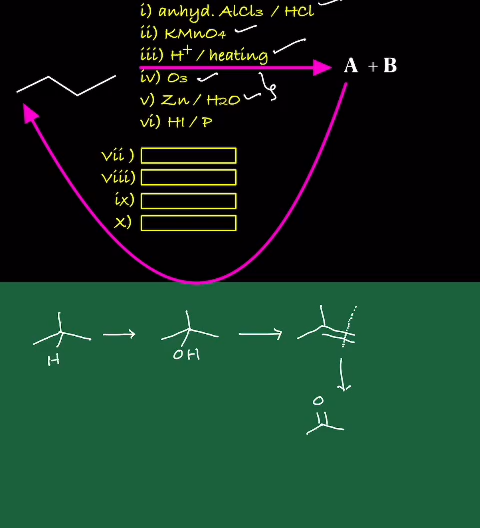 i) anhyd. AlCl3 / HCl
ii) KMnO4
iii) H+ / heating
A + B
iv) O3
v) Zn / H2O
vi) HI / P
vii )
viii)
ix)
x)
H
OH
O